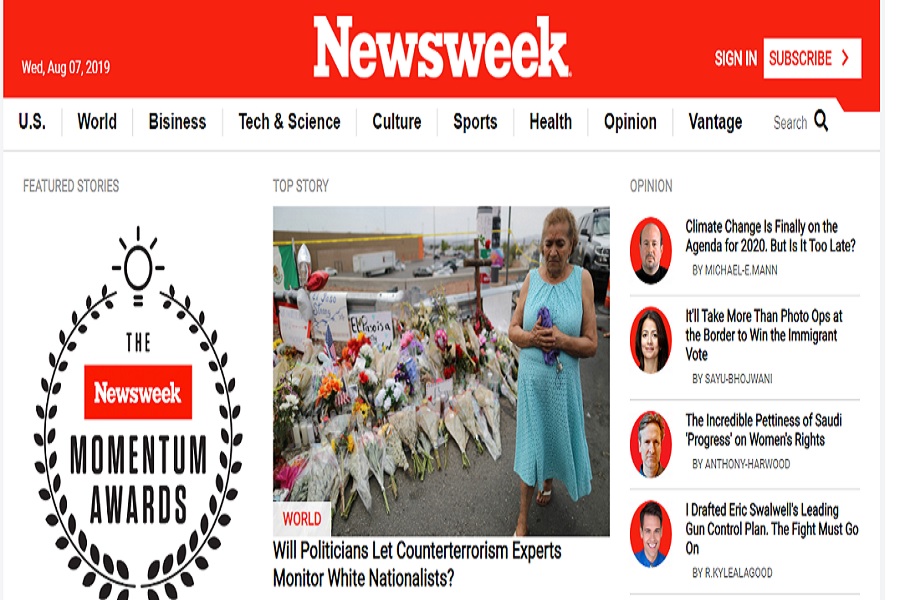 Newsweek
Wed, Aug 07, 2019
SIGN IN
SUBSCRIBE
U.S.
World
Bisiness
Tech & Science
Culture
Sports
Health
Opinion
Vantage
Search
FEATURED STORIES
THE
Newsweek
MOMENTUM
AWARDS
TOP STORY
El Paso
WORLD
Will Politicians Let Counterterrorism Experts
Monitor White Nationalists?
OPINION
Climate Change Is Finally on the
Agenda for 2020. But Is It Too Late?
BY MICHAEL-E.MANN
It'll Take More Than Photo Ops at
the Border to Win the Immigrant
Vote
BY SAYU-BHOJWANI
The Incredible Pettiness of Saudi
'Progress' on Women's Rights
BY ANTHONY-HARWOOD
I Drafted Eric Swalwell's Leading
Gun Control Plan. The Fight Must Go
On
BY R.KYLEALAGOOD